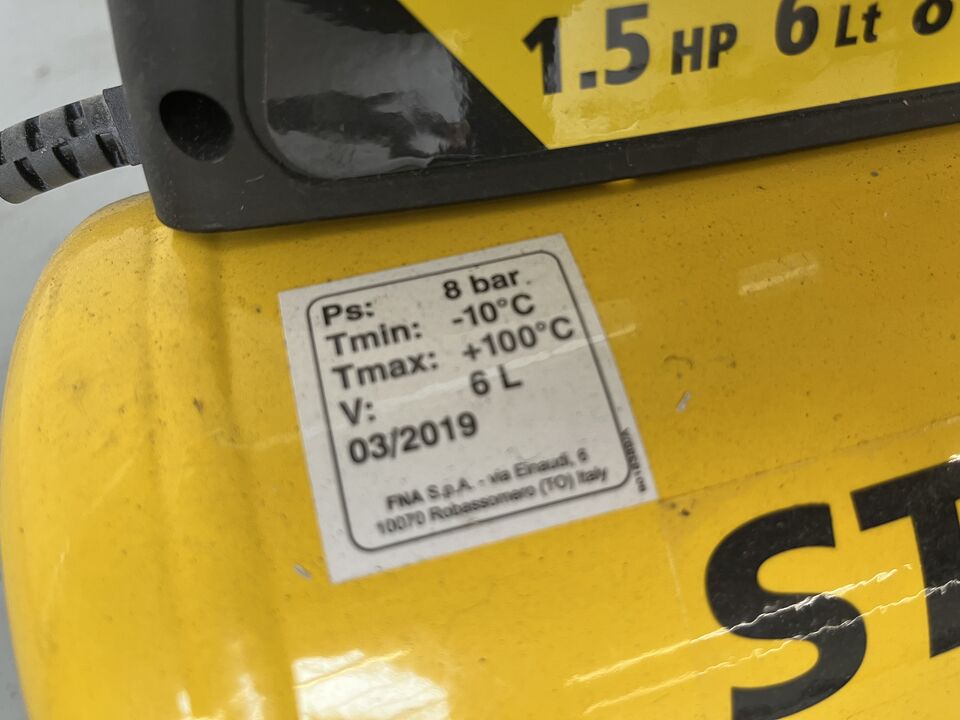 1.5 HP 6 Lt 8
Ps: 8 bar
Tmin: -10°C
Tmax: +100°C
V: 6 L
03/2019
FNA S.p.A. - via Einaudi, 6
10070 Robassomero (TO) Italy
ST